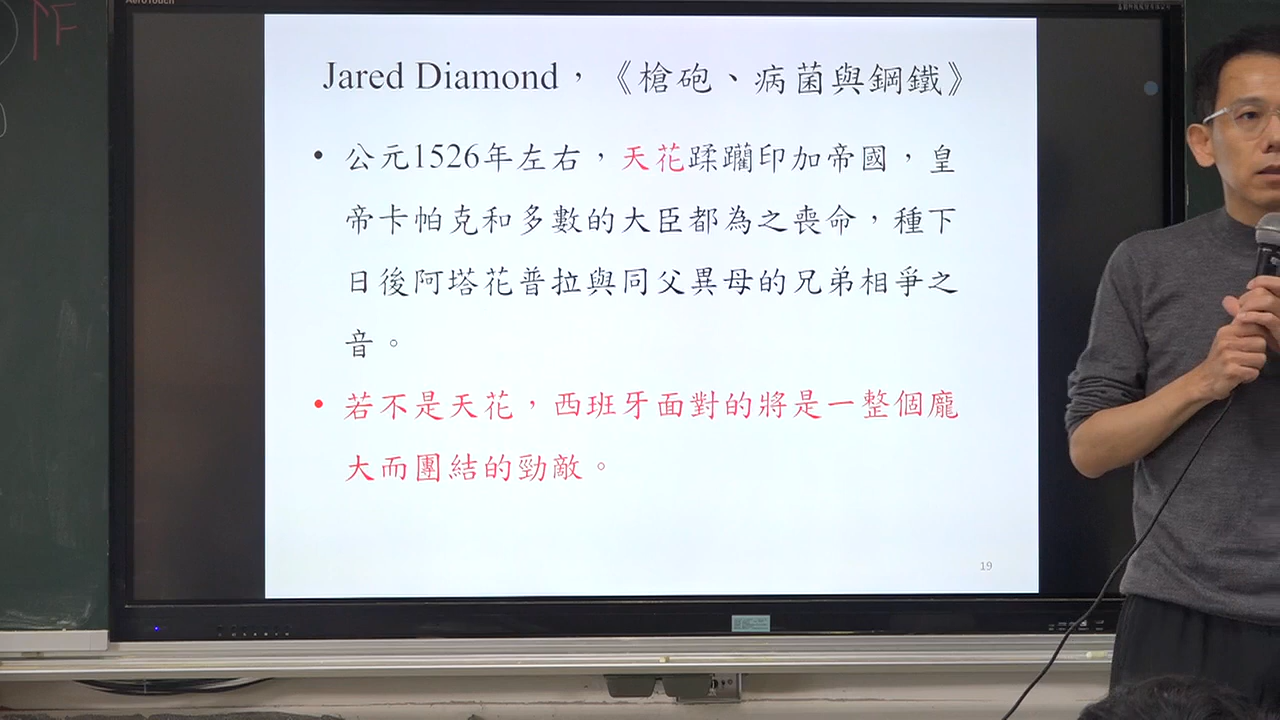 AeroTouch
Jared Diamond，《槍砲、病菌與鋼鐵》
• 公元1526年左右，天花蹂躪印加帝國，皇
帝卡帕克和多數的大臣都為之喪命，種下
日後阿塔花普拉與同父異母的兄弟相爭之
音。
• 若不是天花，西班牙面對的將是一整個龐
大而團結的勁敵。
19